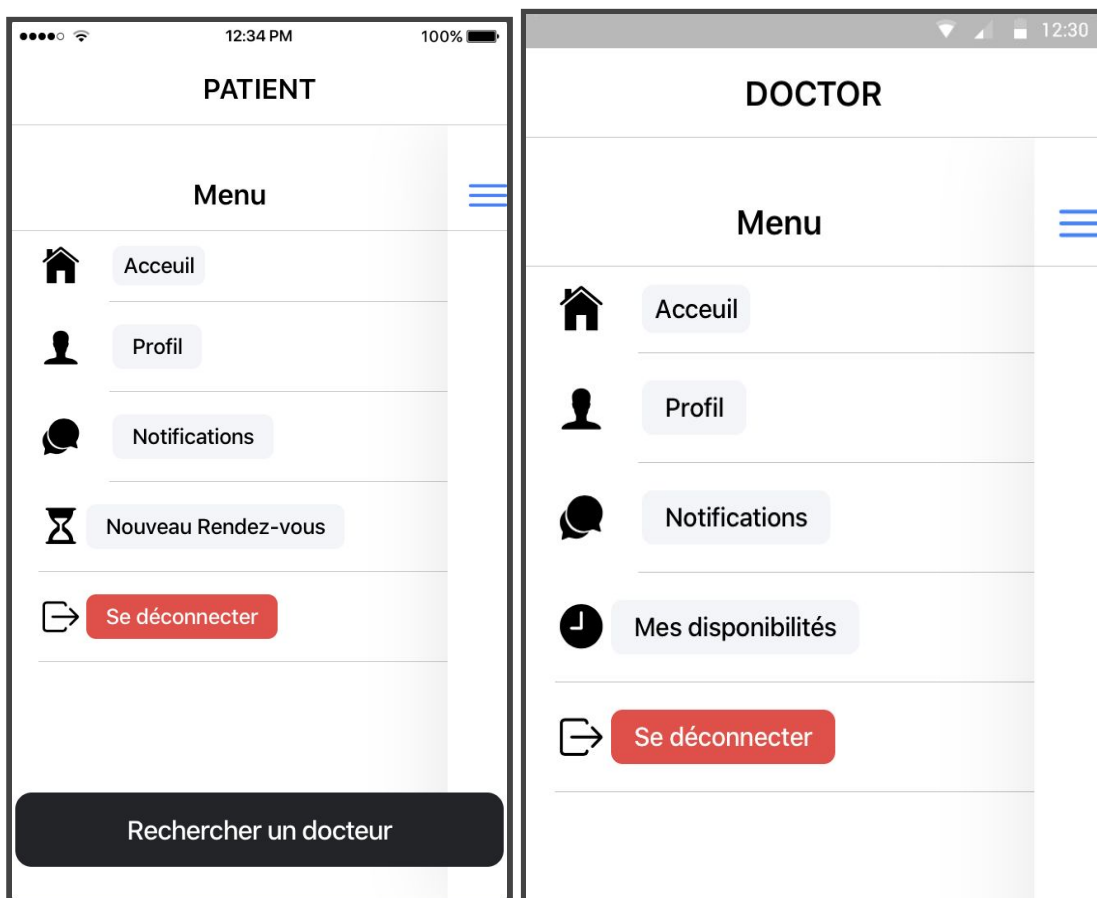 12:34 PM
100%
PATIENT
Menu
Acceuil
Profil
Notifications
Nouveau Rendez-vous
Se déconnecter
Rechercher un docteur
12:30
DOCTOR
Menu
Acceuil
Profil
Notifications
Mes disponibilités
Se déconnecter